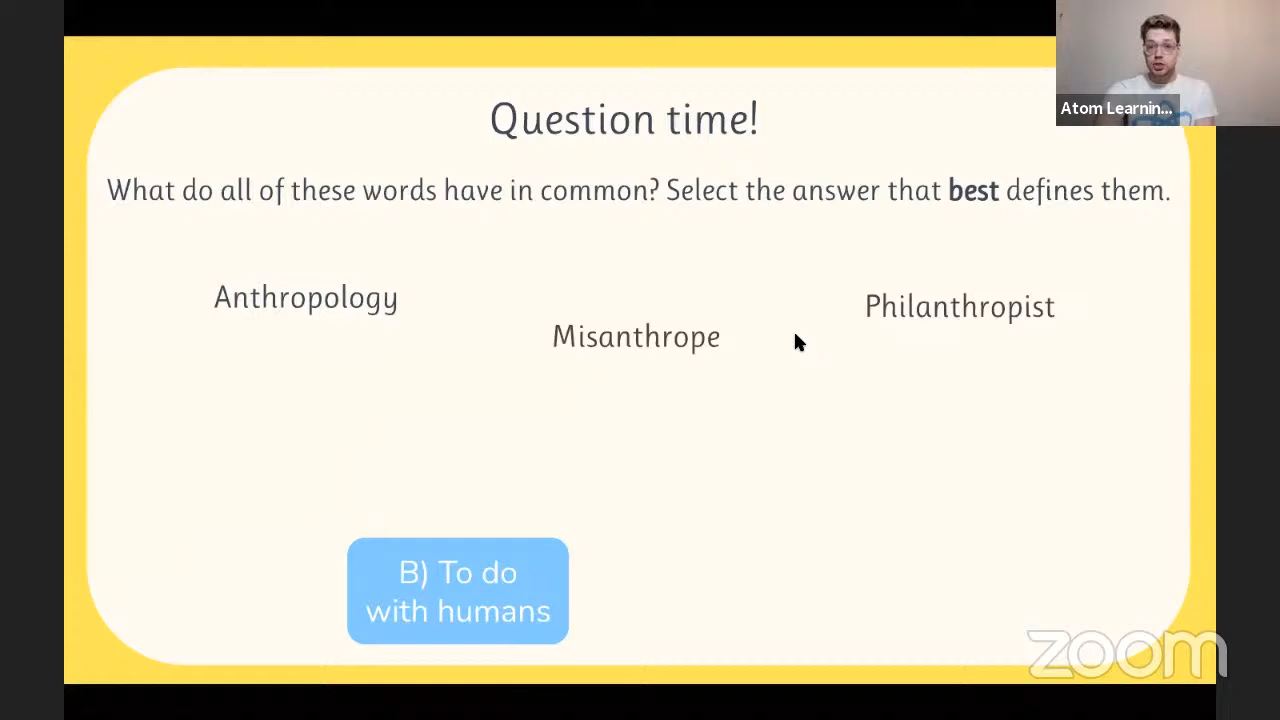 Question time!
What do all of these words have in common? Select the answer that best defines them.
Anthropology
Misanthrope
Philanthropist
B) To do
with humans
Atom Learnin...
zoom